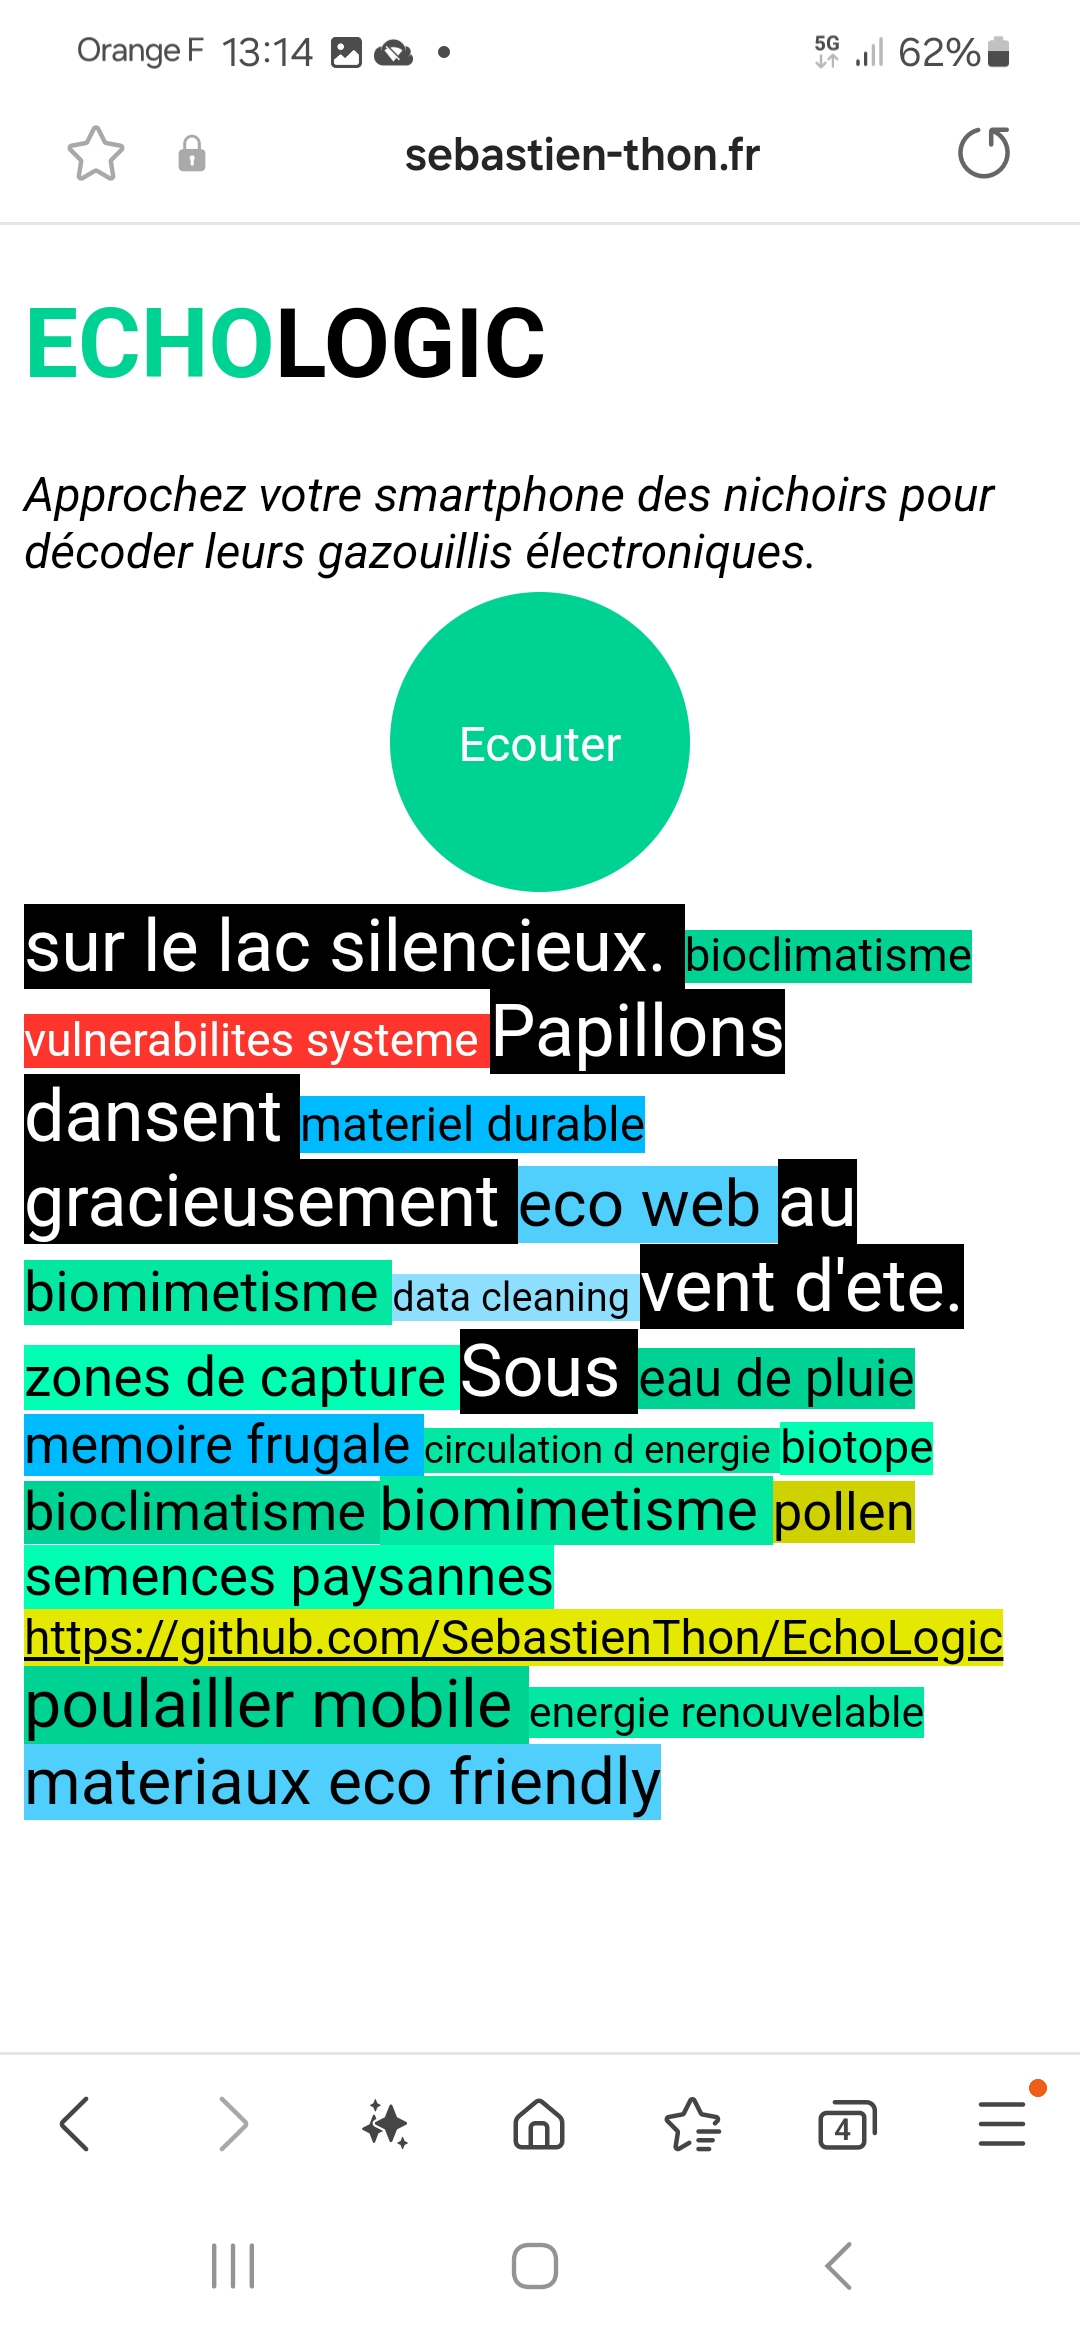 Orange F 13:14 5G 62%
sebastien-thon.fr
ECHOLOGIC
Approchez votre smartphone des nichoirs pour
décoder leurs gazouillis électroniques.
Ecouter
sur le lac silencieux. bioclimatisme
vulnerabilites systeme Papillons
dansent materiel durable
gracieusement eco web au
biomimetisme data cleaning vent d'ete.
zones de capture Sous eau de pluie
memoire frugale circulation d energie biotope
bioclimatisme biomimetisme pollen
semences paysannes
https://github.com/SebastienThon/EchoLogic
poulailler mobile energie renouvelable
materiaux eco friendly
4